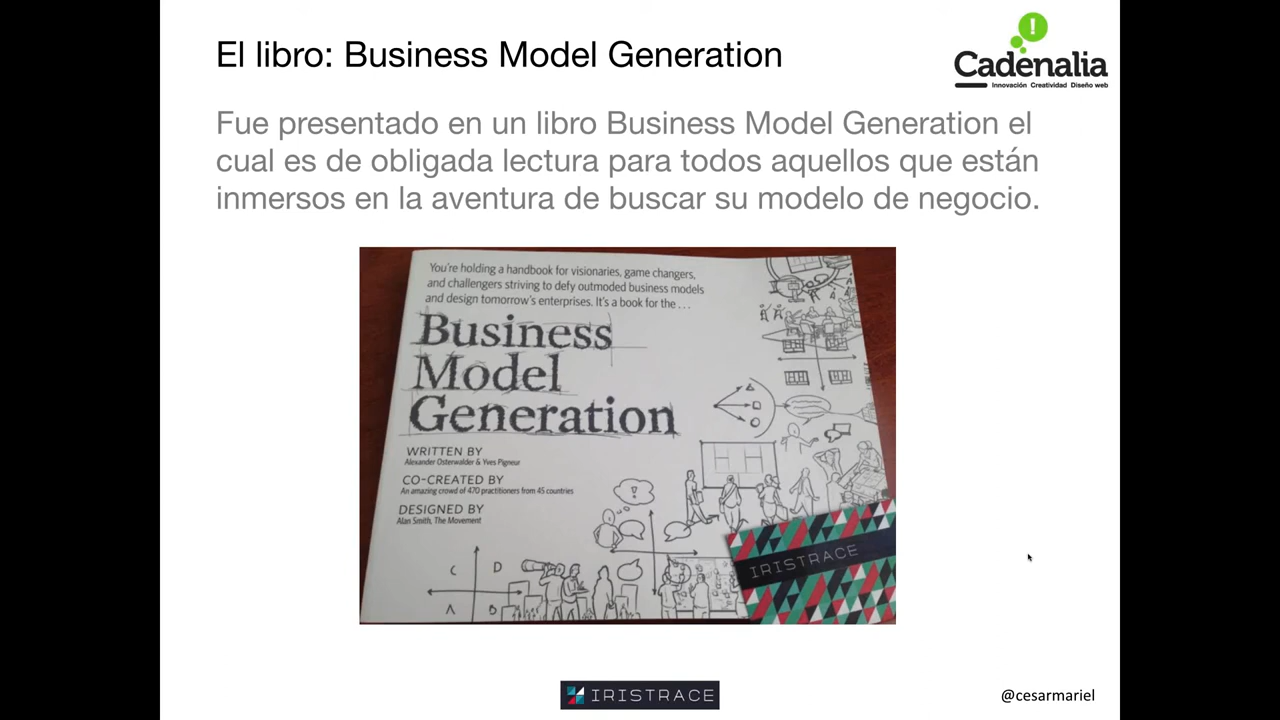 El libro: Business Model Generation
!
Cadenalia
Innovación Creatividad Diseño web
Fue presentado en un libro Business Model Generation el
cual es de obligada lectura para todos aquellos que están
inmersos en la aventura de buscar su modelo de negocio.
You're holding a handbook for visionaries, game changers,
and challengers striving to defy outmoded business models
and design tomorrow's enterprises. It's a book for the ...
Business
Model
Generation
WRITTEN BY
Alexander Osterwalder & Yves Pigneur
CO-CREATED BY
An amazing crowd of 470 practitioners from 45 countries
DESIGNED BY
Alan Smith, The Movement
C D
A B
IRISTRACE
IRISTRACE
@cesarmariel